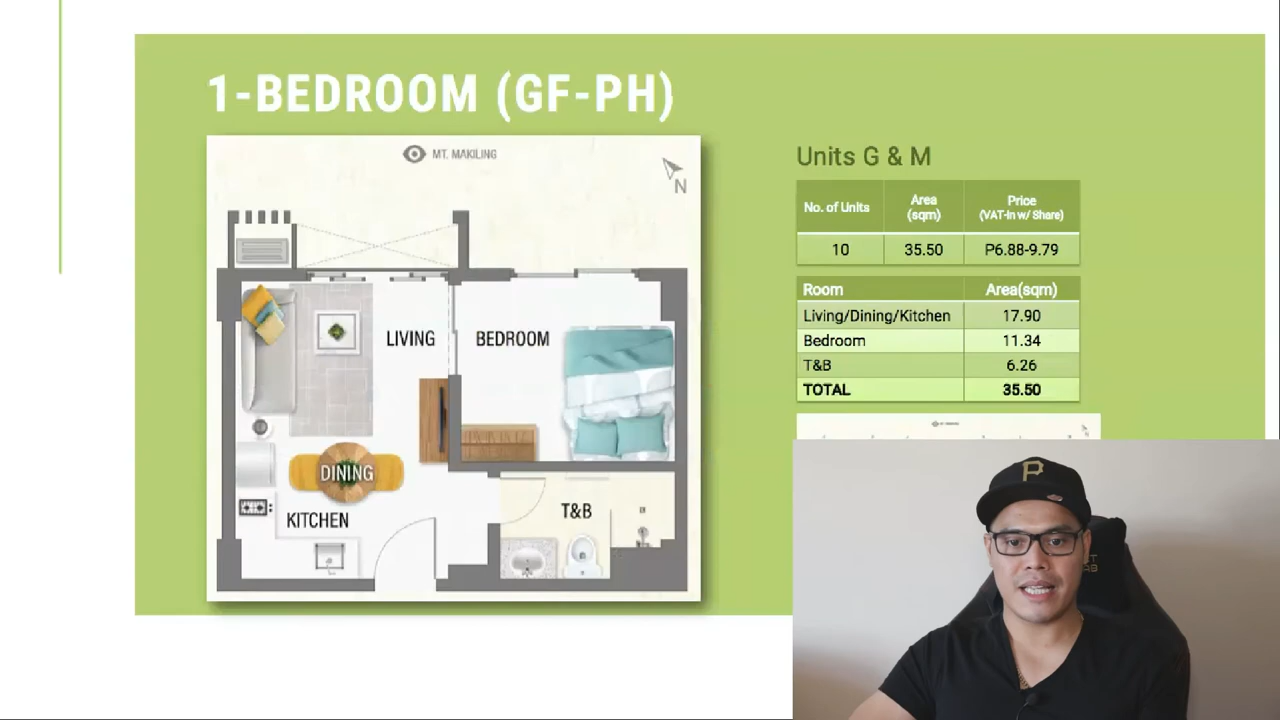 1-BEDROOM (GF-PH)
MT. MAKILING
N
LIVING
BEDROOM
DINING
KITCHEN
T&B
Units G & M
No. of Units Area (sqm) Price (VAT-In w/ Share)
10 35.50 P6.88-9.79
Room Area(sqm)
Living/Dining/Kitchen 17.90
Bedroom 11.34
T&B 6.26
TOTAL 35.50
P